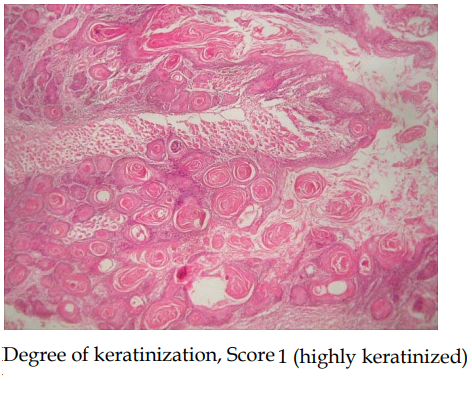 Degree of keratinization, Score 1 (highly keratinized)